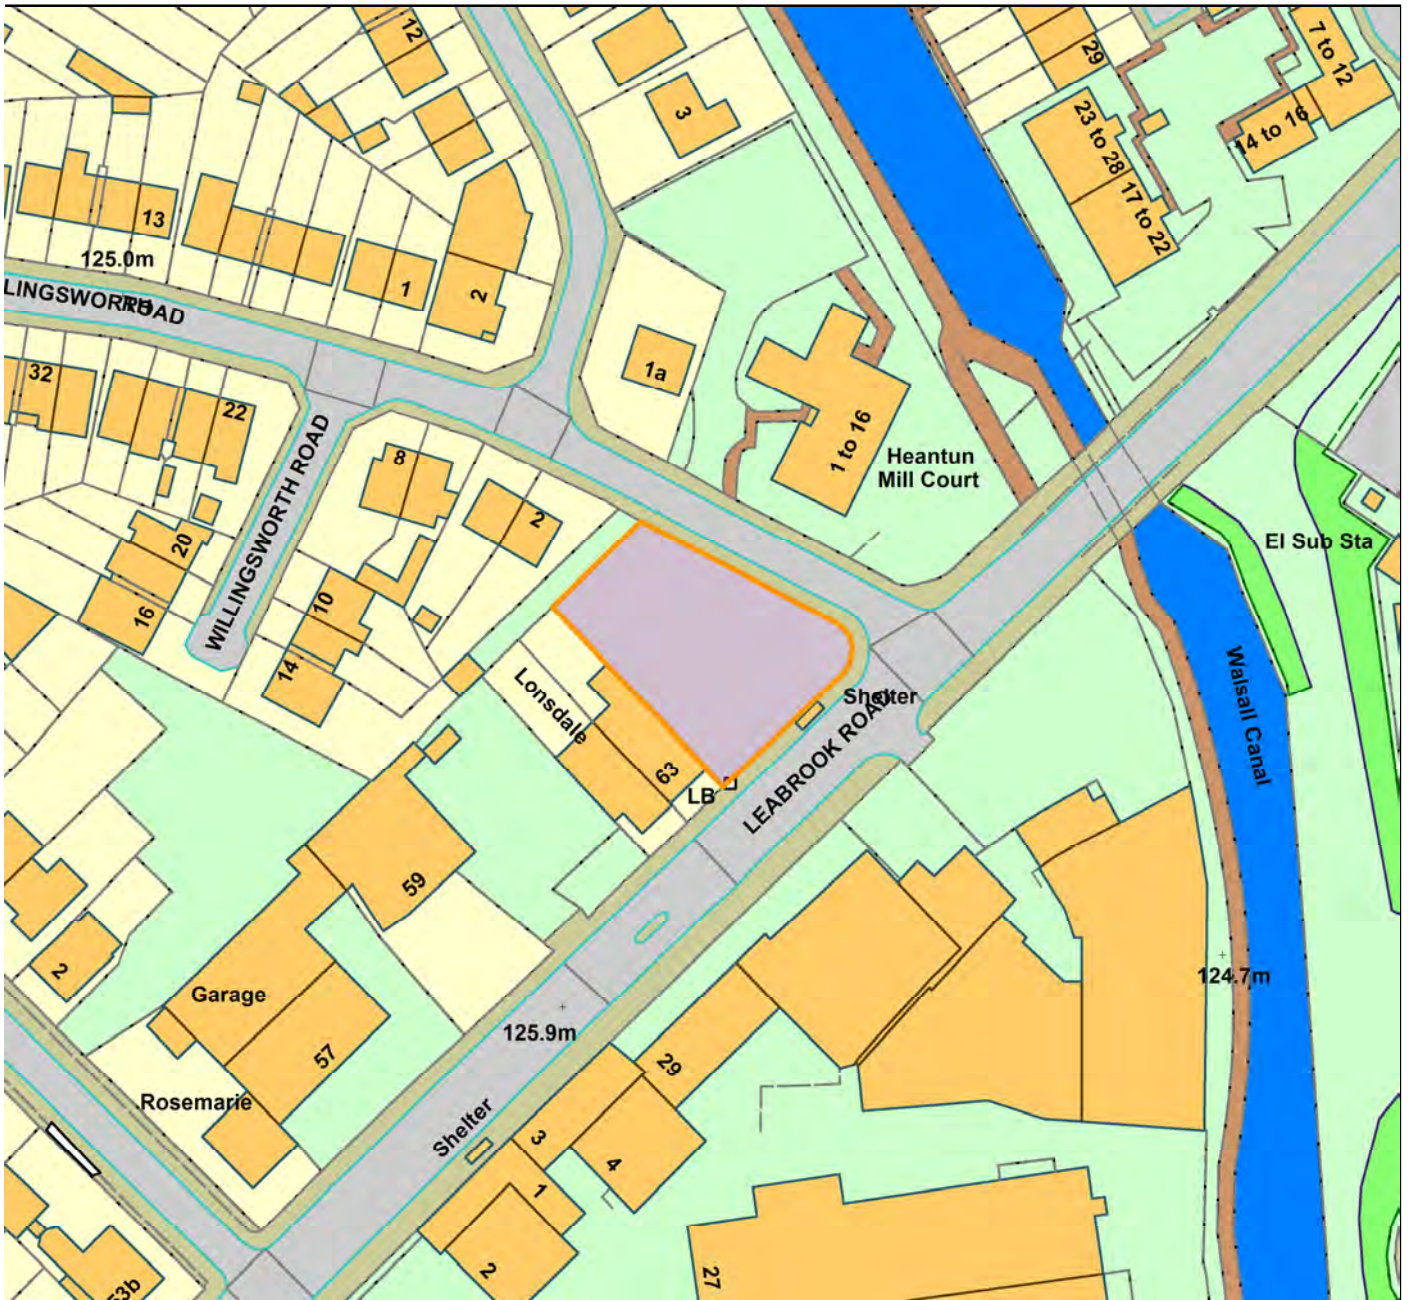 12
29
7 to 12
3
23 to 28
14 to 16
17 to 22
13
125.0m
1
2
LINGSWORTH ROAD
1a
32
22
1 to 16
Heantun
Mill Court
8
2
WILLINGSWORTH ROAD
El Sub Sta
20
10
16
14
Lonsdale
Shelter
Walsall Canal
63
LB
LEABROOK ROAD
59
2
Garage
124.7m
125.9m
57
29
Rosemarie
Shelter
3
4
1
2
27
53b